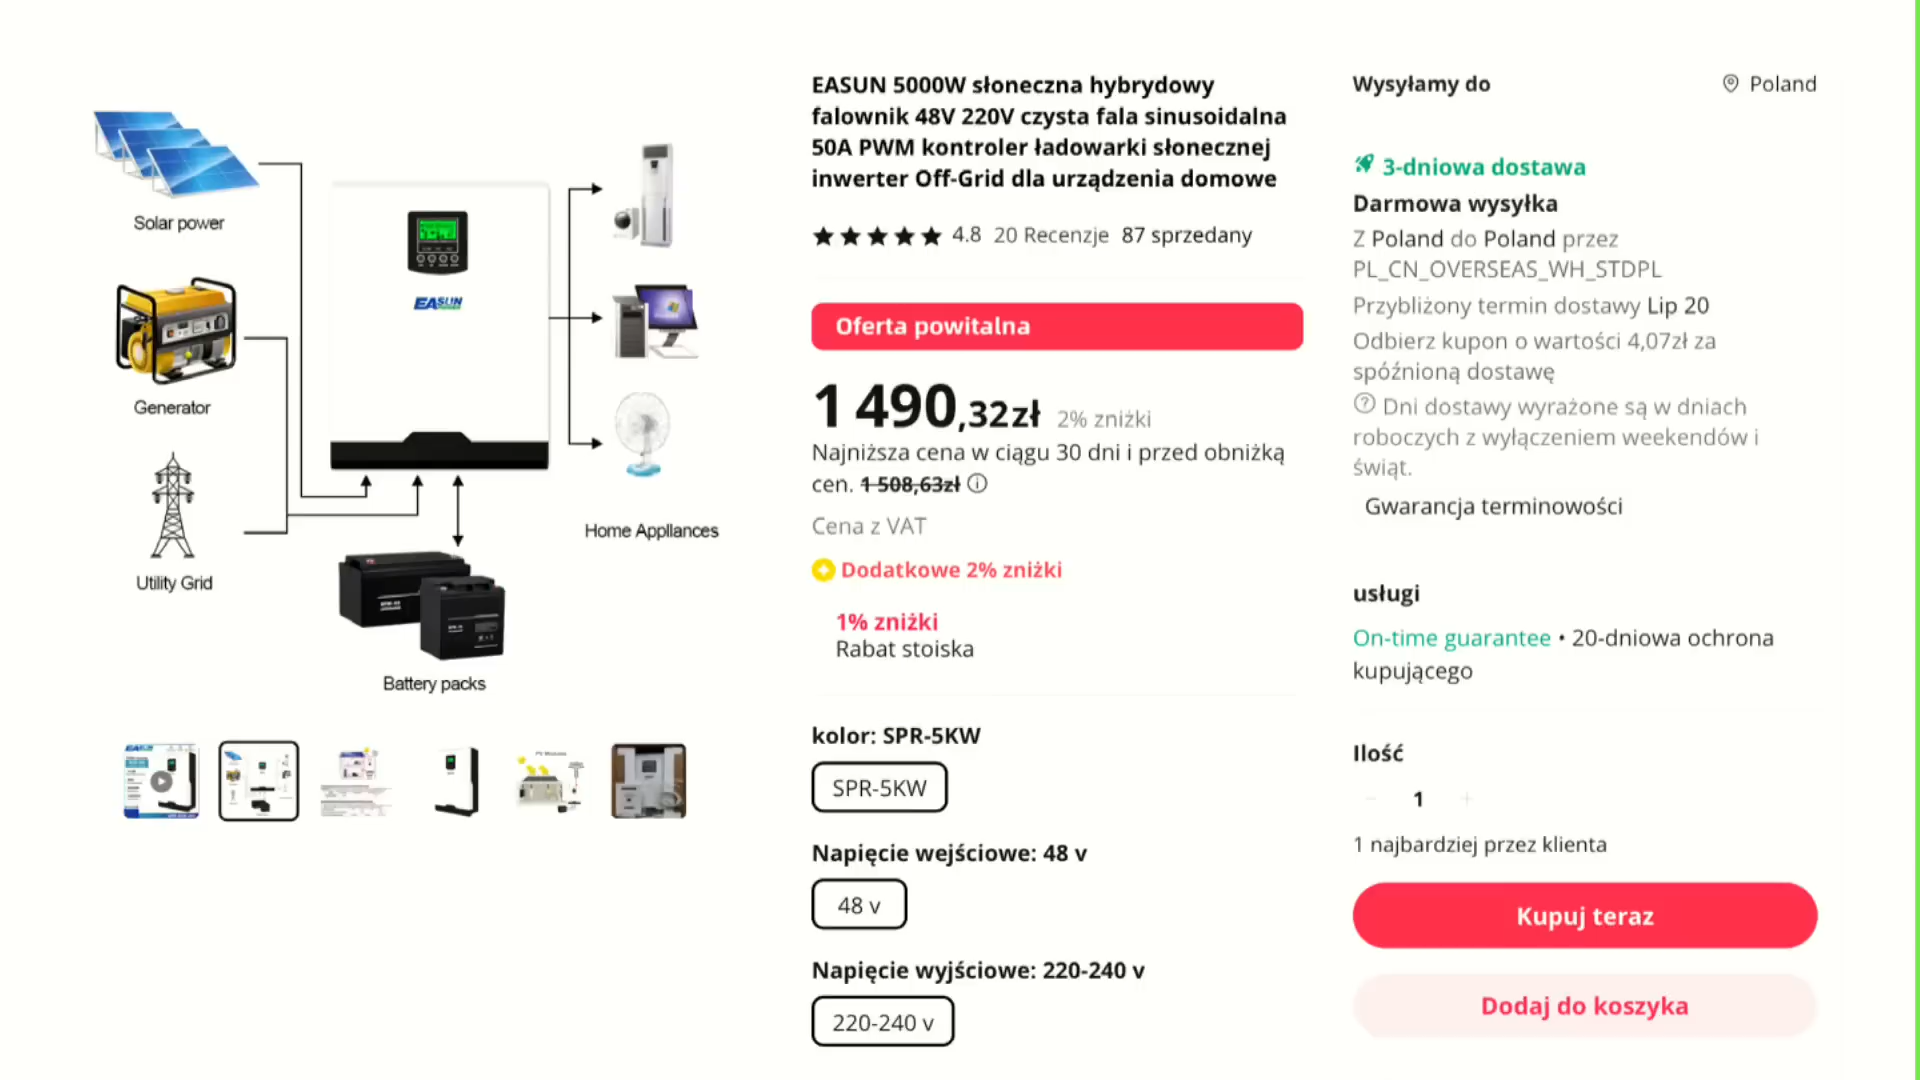 Solar power
Generator
Utility Grid
EASUN
Battery packs
Home Appliances
EASUN 5000W słoneczna hybrydowy
falownik 48V 220V czysta fala sinusoidalna
50A PWM kontroler ładowarki słonecznej
inwerter Off-Grid dla urządzenia domowe
4.8 20 Recenzje 87 sprzedany
Oferta powitalna
1 490,32zł 2% zniżki
Najniższa cena w ciągu 30 dni i przed obniżką
cen. 1 508,63zł
Cena z VAT
Dodatkowe 2% zniżki
1% zniżki
Rabat stoiska
kolor: SPR-5KW
SPR-5KW
Napięcie wejściowe: 48 v
48 v
Napięcie wyjściowe: 220-240 v
220-240 v
Wysyłamy do Poland
3-dniowa dostawa
Darmowa wysyłka
Z Poland do Poland przez
PL_CN_OVERSEAS_WH_STDPL
Przybliżony termin dostawy Lip 20
Odbierz kupon o wartości 4,07zł za
spóźnioną dostawę
Dni dostawy wyrażone są w dniach
roboczych z wyłączeniem weekendów i
świąt.
Gwarancja terminowości
usługi
On-time guarantee • 20-dniowa ochrona
kupującego
Ilość
- 1 +
1 najbardziej przez klienta
Kupuj teraz
Dodaj do koszyka